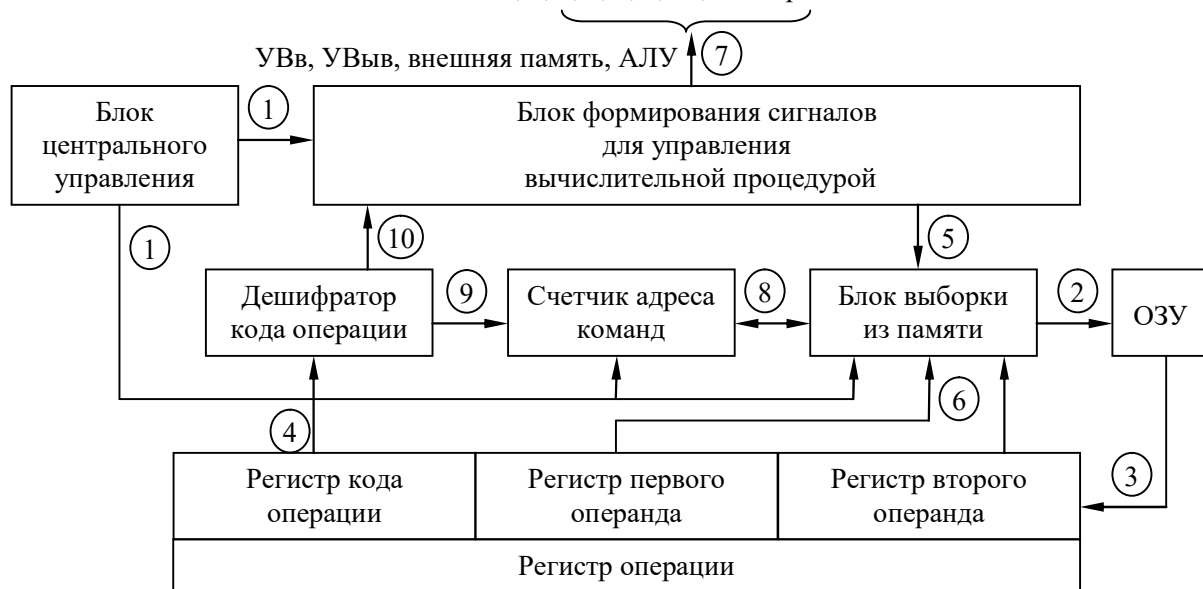 УВв, УВыв, внешняя память, АЛУ
7
Блок
центрального
управления
1
Блок формирования сигналов
для управления
вычислительной процедурой
1
10
5
Дешифратор
кода операции
9
Счетчик адреса
команд
8
Блок выборки
из памяти
2
ОЗУ
4
6
3
Регистр кода
операции
Регистр первого
операнда
Регистр второго
операнда
Регистр операции